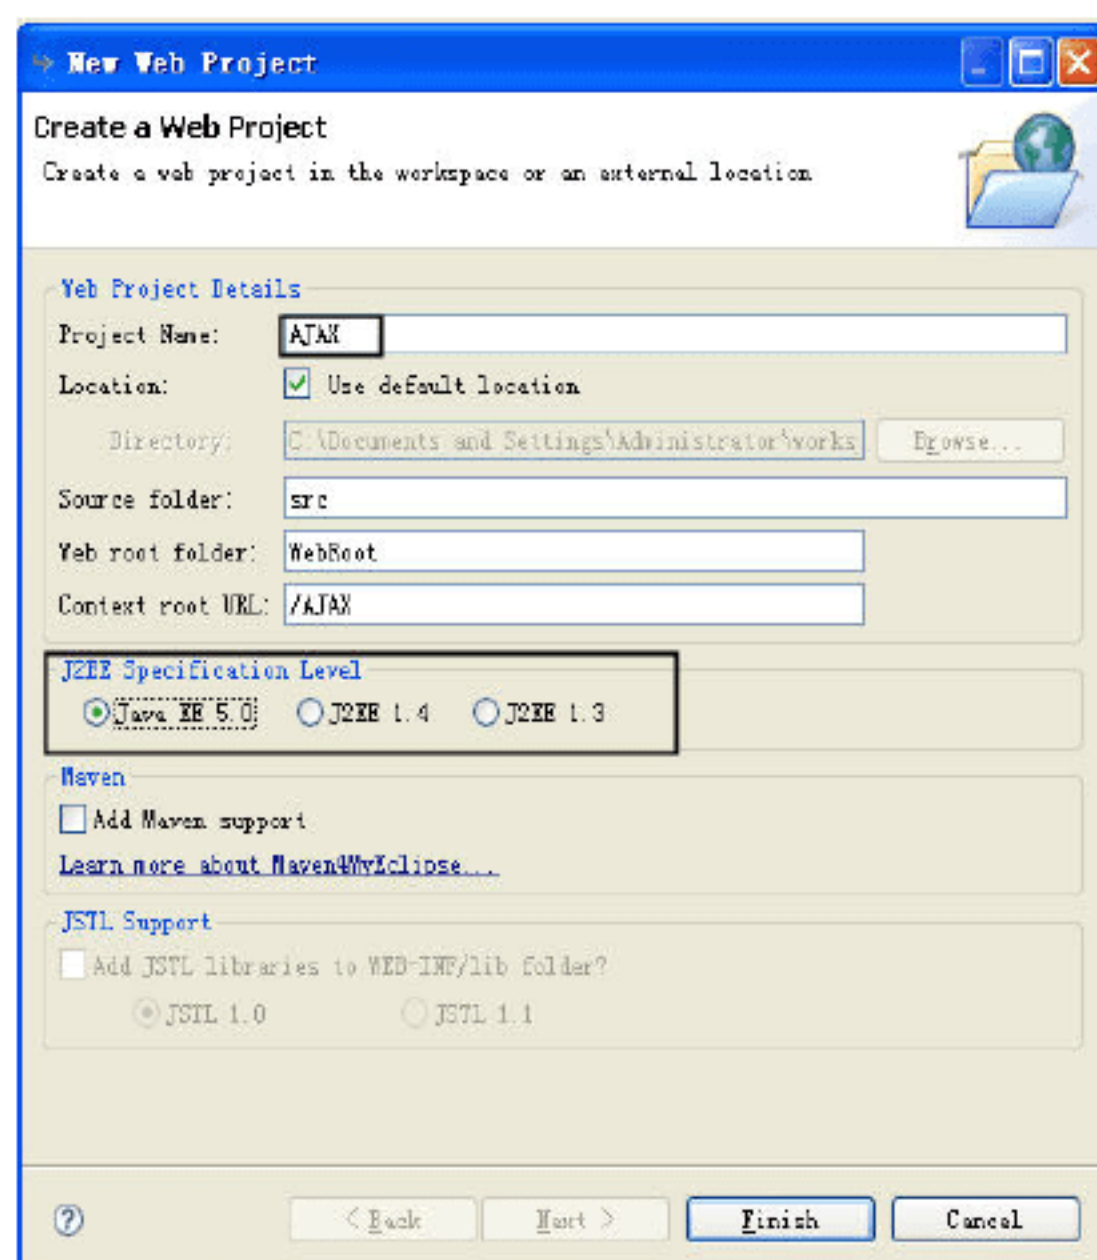 New Web Project
Create a Web Project
Create a web project in the workspace or an external location
Web Project Details
Project Name: AJAX
Location: Use default location
Directory: C:\Documents and Settings\Administrator\works Browse...
Source folder: src
Web root folder: WebRoot
Context root URL: /AJAX
J2EE Specification Level
Java EE 5.0 J2EE 1.4 J2EE 1.3
Maven
Add Maven support
Learn more about Maven4MyEclipse...
JSTL Support
Add JSTL libraries to WEB-INF/lib folder?
JSTL 1.0 JSTL 1.1
< Back Next > Finish Cancel